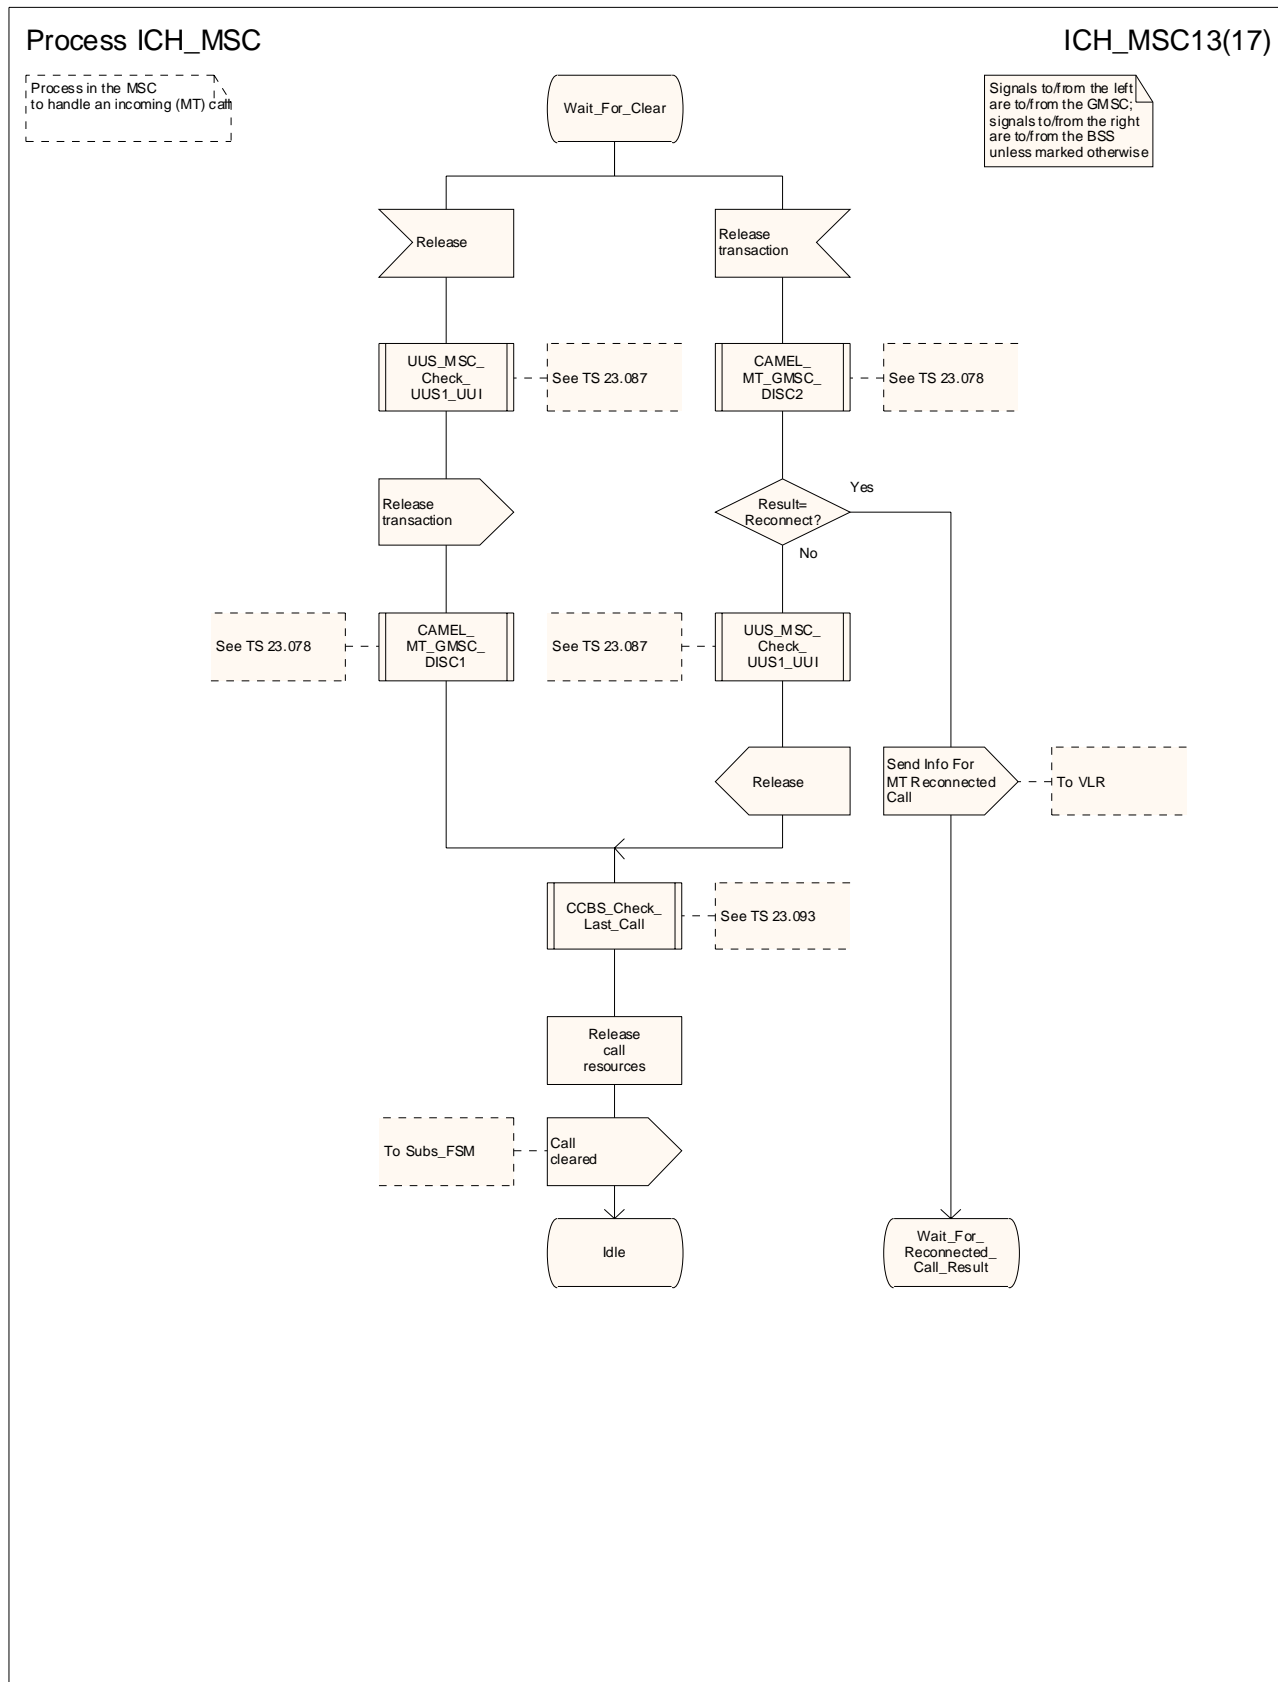 Process ICH_MSC
ICH_MSC13(17)
Process in the MSC
to handle an incoming (MT) call
Signals to/from the left
are to/from the GMSC;
signals to/from the right
are to/from the BSS
unless marked otherwise
Wait_For_Clear
Release
Release
transaction
UUS_MSC_
Check_
UUS1_UUI
See TS 23.087
CAMEL_
MT_GMSC_
DISC2
See TS 23.078
Release
transaction
Result=
Reconnect?
Yes
No
See TS 23.078
CAMEL_
MT_GMSC_
DISC1
See TS 23.087
UUS_MSC_
Check_
UUS1_UUI
Release
Send Info For
MT Reconnected
Call
To VLR
CCBS_Check_
Last_Call
See TS 23.093
Release
call
resources
To Subs_FSM
Call
cleared
Idle
Wait_For_
Reconnected_
Call_Result